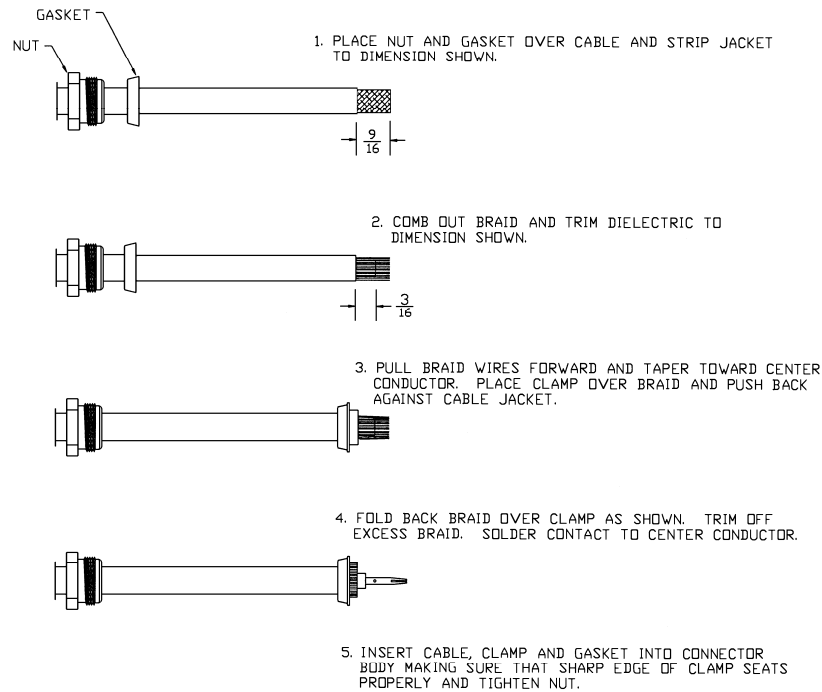 GASKET
NUT
1. PLACE NUT AND GASKET OVER CABLE AND STRIP JACKET
TO DIMENSION SHOWN.
9
16
2. COMB OUT BRAID AND TRIM DIELECTRIC TO
DIMENSION SHOWN.
3
16
3. PULL BRAID WIRES FORWARD AND TAPER TOWARD CENTER
CONDUCTOR. PLACE CLAMP OVER BRAID AND PUSH BACK
AGAINST CABLE JACKET.
4. FOLD BACK BRAID OVER CLAMP AS SHOWN. TRIM OFF
EXCESS BRAID. SOLDER CONTACT TO CENTER CONDUCTOR.
5. INSERT CABLE, CLAMP AND GASKET INTO CONNECTOR
BODY MAKING SURE THAT SHARP EDGE OF CLAMP SEATS
PROPERLY AND TIGHTEN NUT.